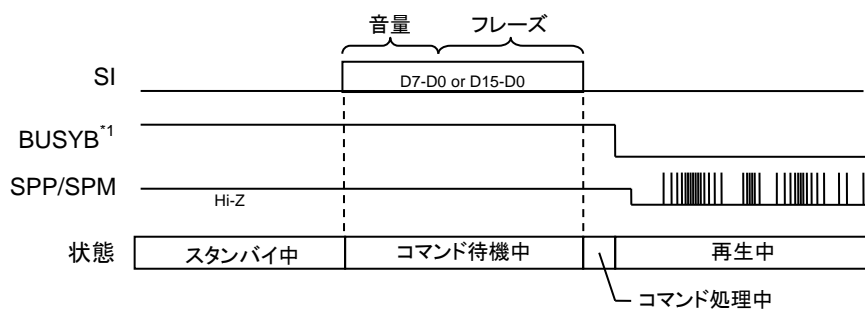 音量 フレーズ
SI
D7-D0 or D15-D0
BUSYB*1
SPP/SPM
Hi-Z
状態
スタンバイ中
コマンド待機中
再生中
コマンド処理中